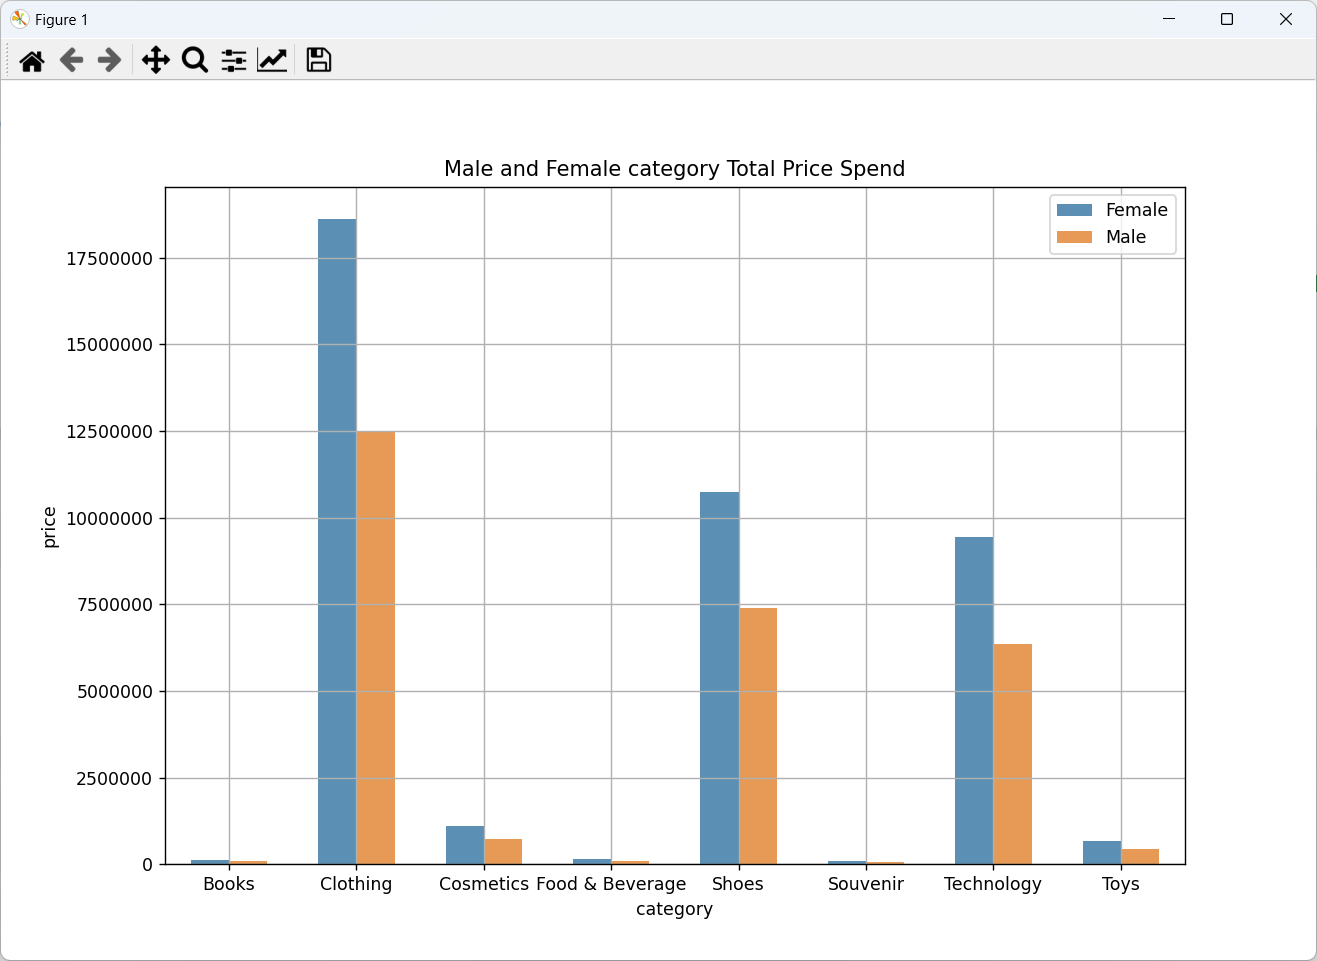 Figure 1
Male and Female category Total Price Spend
Female
Male
17500000
15000000
12500000
10000000
7500000
5000000
2500000
0
price
Books Clothing Cosmetics Food & Beverage Shoes Souvenir Technology Toys
category